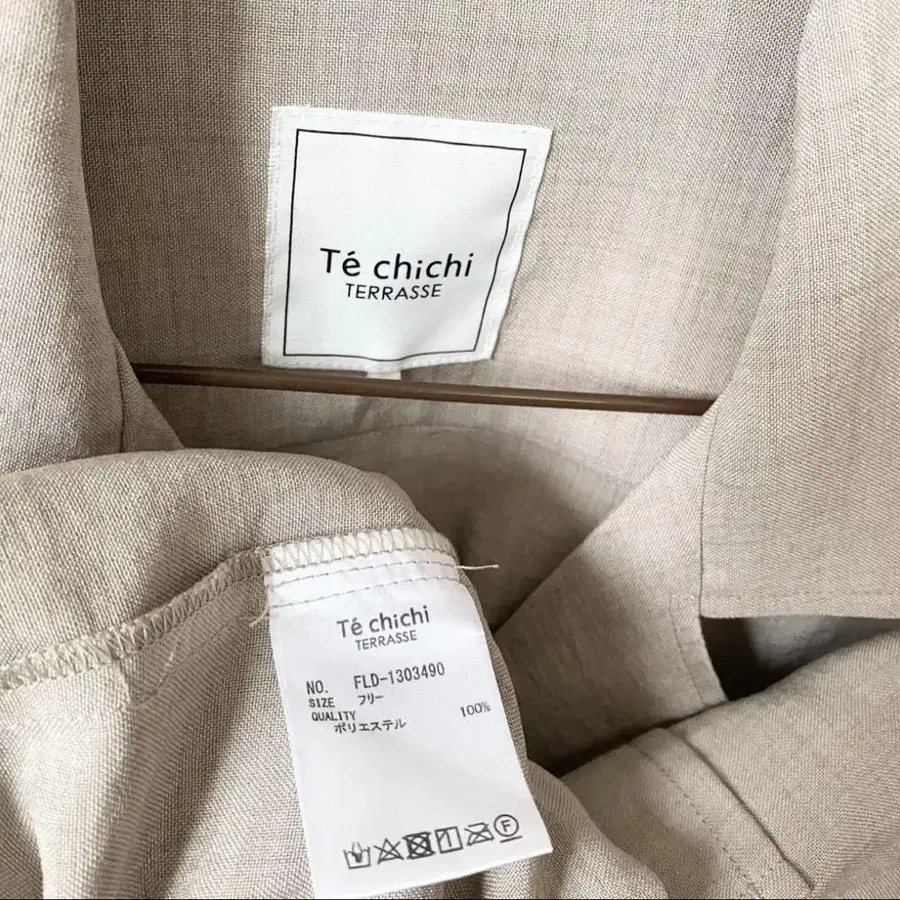 Té chichi
TERRASSE
Té chichi
TERRASSE
NO. FLD-1303490
SIZE フリー
QUALITY
ポリエステル 100%
F